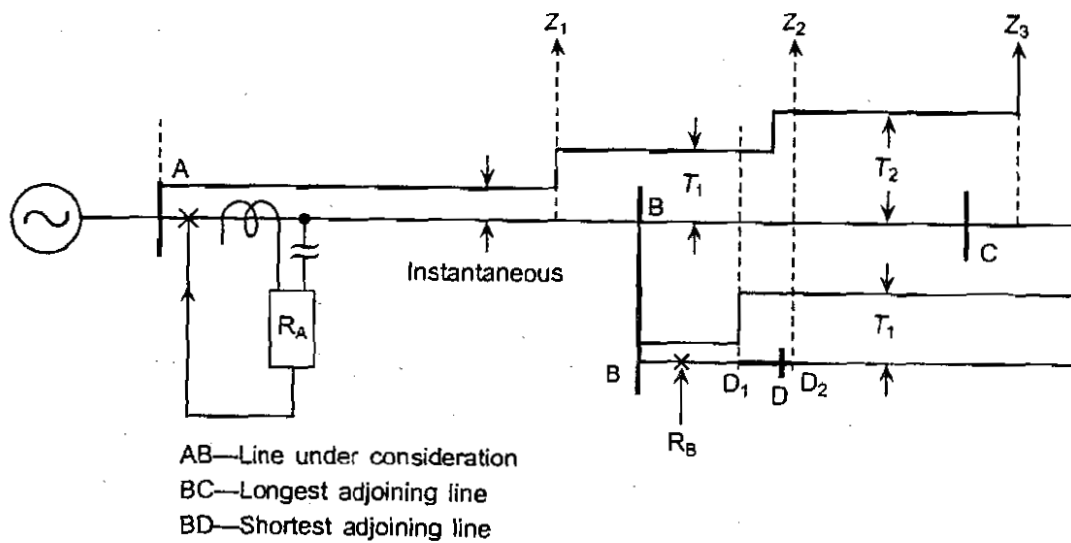 Z1 Z2 Z3
A
T1
T2
B
C
Instantaneous
RA
T1
B
D1 D D2
RB
AB—Line under consideration
BC—Longest adjoining line
BD—Shortest adjoining line